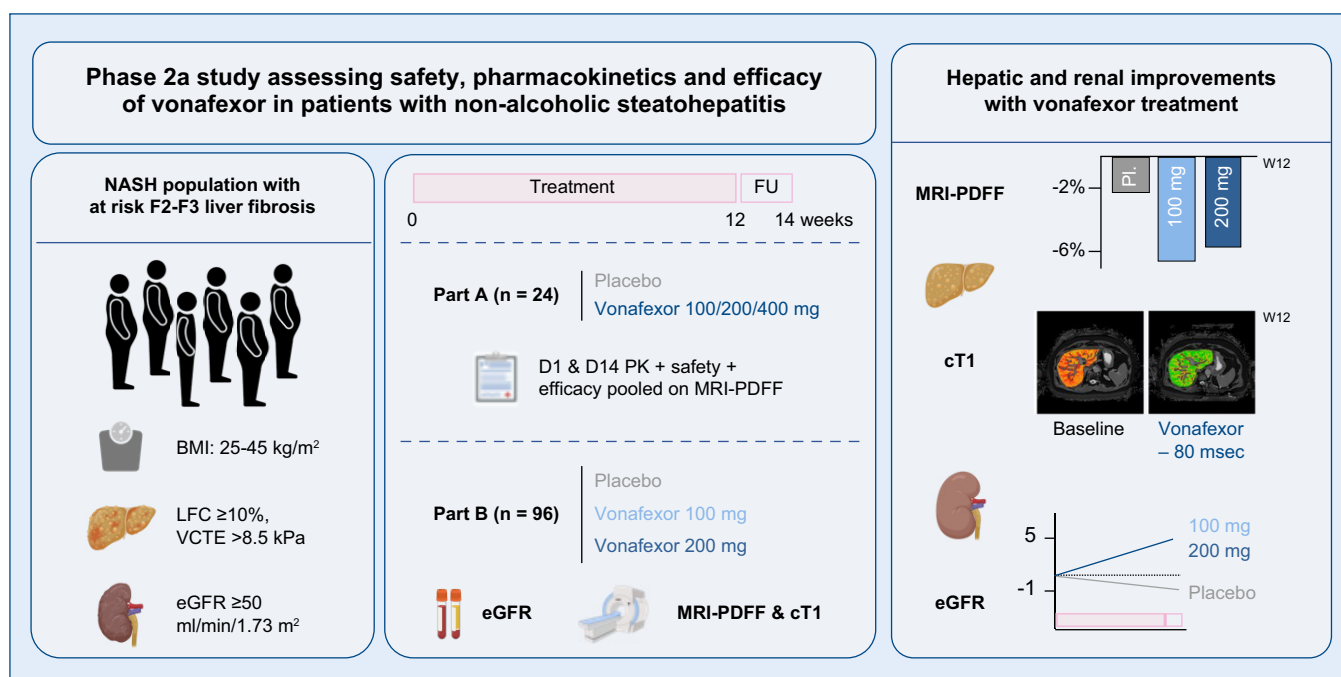 Phase 2a study assessing safety, pharmacokinetics and efficacy
of vonafexor in patients with non-alcoholic steatohepatitis
NASH population with
at risk F2-F3 liver fibrosis
BMI: 25-45 kg/m²
LFC ≥10%,
VCTE >8.5 kPa
eGFR ≥50
ml/min/1.73 m²
Treatment
FU
0
12
14 weeks
Part A (n = 24)
Placebo
Vonafexor 100/200/400 mg
D1 & D14 PK + safety +
efficacy pooled on MRI-PDFF
Part B (n = 96)
Placebo
Vonafexor 100 mg
Vonafexor 200 mg
eGFR
MRI-PDFF & cT1
Hepatic and renal improvements
with vonafexor treatment
MRI-PDFF
-2%
-6%
Pl.
100 mg
200 mg
W12
cT1
W12
Baseline
Vonafexor
– 80 msec
eGFR
5
-1
100 mg
200 mg
Placebo